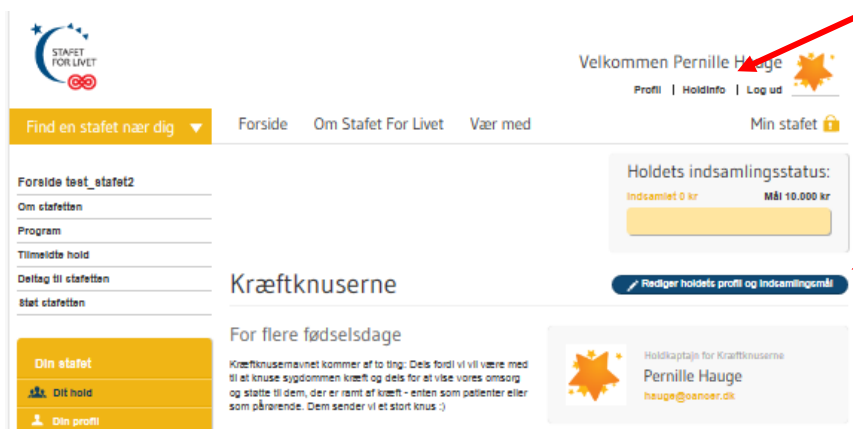 STAFET
FOR LIVET
Velkommen Pernille Hauge
Profil | Holdinfo | Log ud
Find en stafet nær dig
Forside
Om Stafet For Livet
Vær med
Min stafet
Holdets indsamlingsstatus:
Indsamlet 0 kr
Mål 10.000 kr
Forside test_stafet2
Om stafetten
Program
Tilmeldte hold
Deltag til stafetten
Støt stafetten
Kræftknuserne
Rediger holdets profil og indsamlingsmål
For flere fødselsdage
Kræftknusernavnet kommer af to ting: Dels fordi vi vil være med
til at knuse sygdommen kræft og dels for at vise vores omsorg
og støtte til dem, der er ramt af kræft - enten som patienter eller
som pårørende. Dem sender vi et stort knus :)
Holdkaptajn for Kræftknuserne
Pernille Hauge
hauge@cancer.dk
Din stafet
Dit hold
Din profil